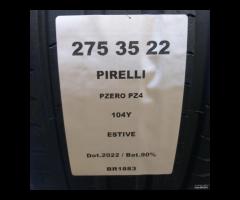 275 35 22
PIRELLI
PZERO PZ4
104Y
ESTIVE
Dot.2022 / Bat.90%
BR1883